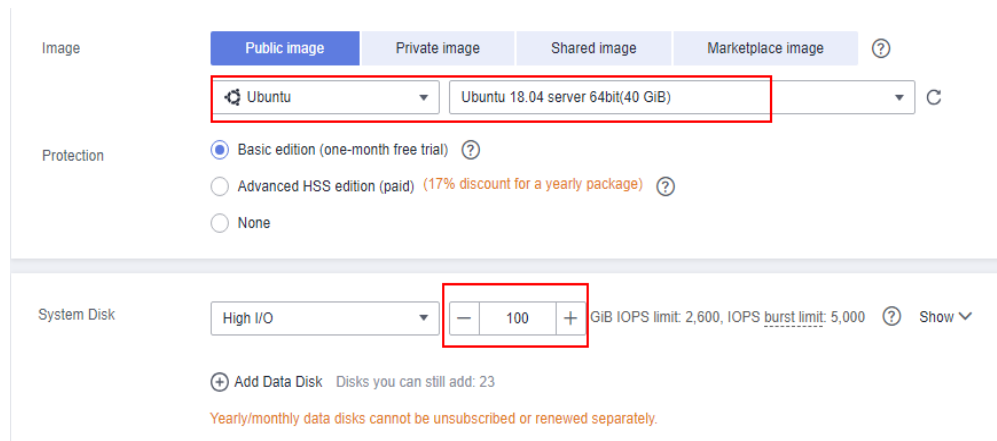 Image Public image Private image Shared image Marketplace image ?
Ubuntu Ubuntu 18.04 server 64bit(40 GiB)
Protection Basic edition (one-month free trial) ?
Advanced HSS edition (paid) (17% discount for a yearly package) ?
None
System Disk High I/O − 100 + GiB IOPS limit: 2,600, IOPS burst limit: 5,000 ? Show
Add Data Disk Disks you can still add: 23
Yearly/monthly data disks cannot be unsubscribed or renewed separately.